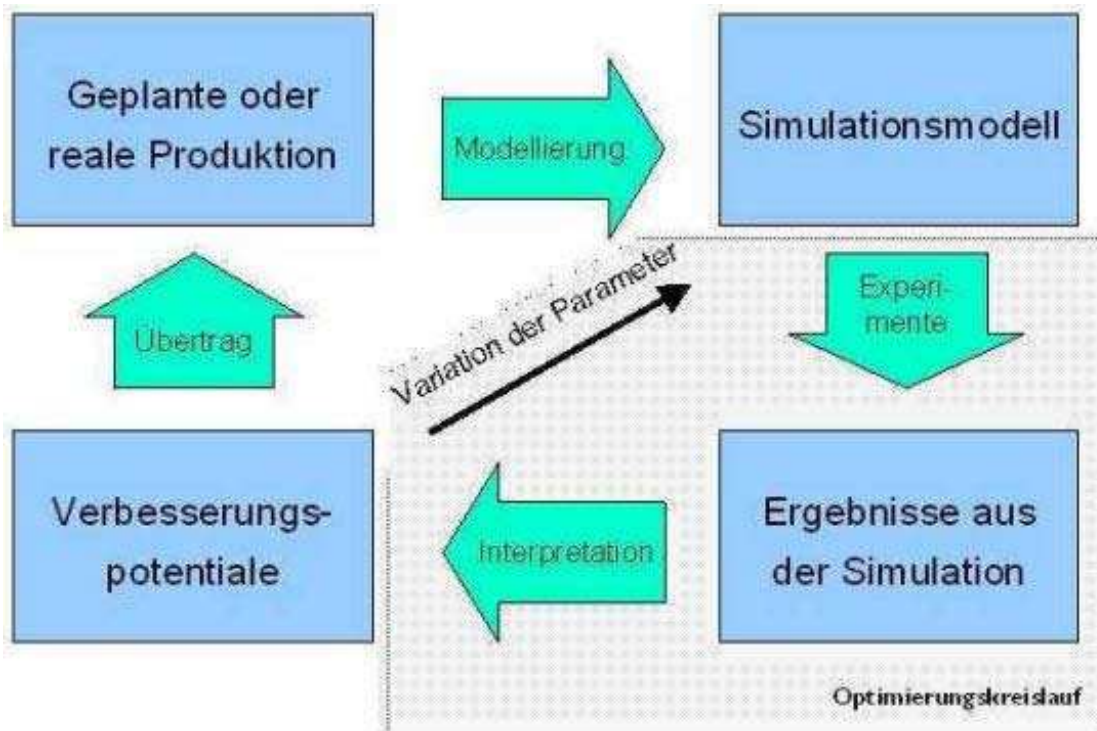 Geplante oder
reale Produktion
Modellierung
Simulationsmodell
Variation der Parameter
Experi-
mente
Übertrag
Verbesserungs-
potentiale
Interpretation
Ergebnisse aus
der Simulation
Optimierungskreislauf